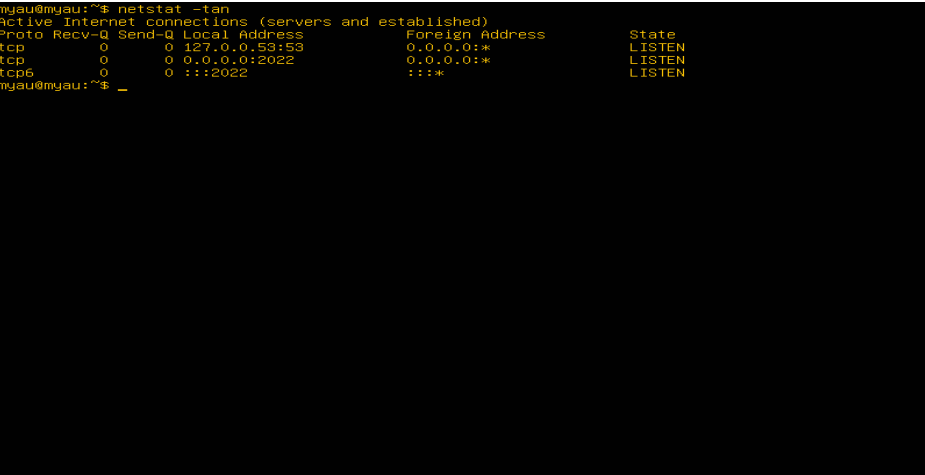 myau@myau:~$ netstat -tan
Active Internet connections (servers and established)
Proto Recv-Q Send-Q Local Address           Foreign Address         State
tcp        0      0 127.0.0.53:53           0.0.0.0:*               LISTEN
tcp        0      0 0.0.0.0:2022            0.0.0.0:*               LISTEN
tcp6       0      0 :::2022                 :::*                    LISTEN
myau@myau:~$ _